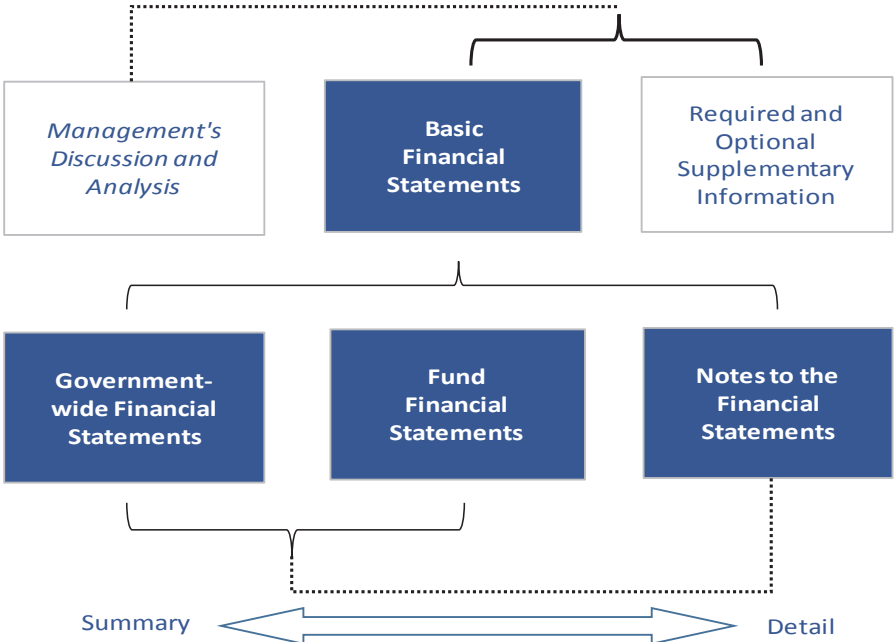 Management's
Discussion and
Analysis
Basic
Financial
Statements
Required and
Optional
Supplementary
Information
Government-
wide Financial
Statements
Fund
Financial
Statements
Notes to the
Financial
Statements
Summary
Detail